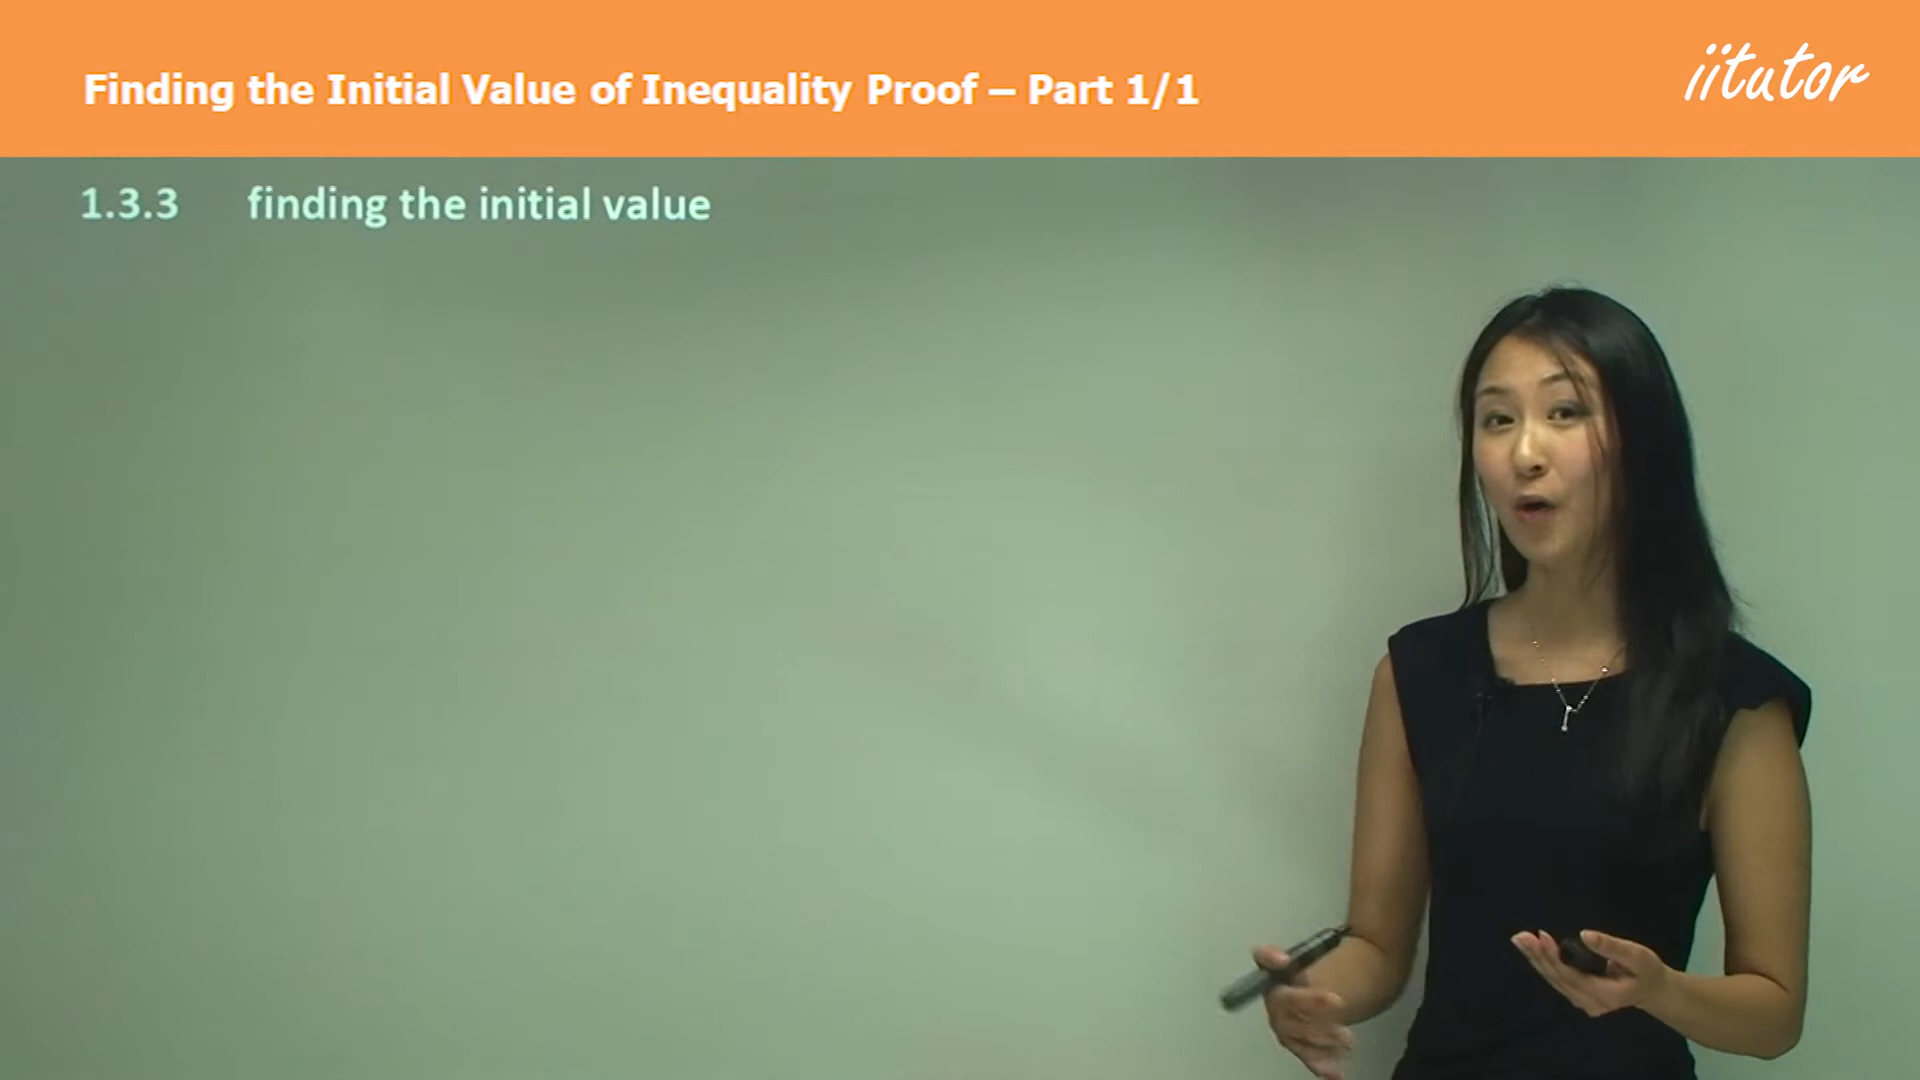 Finding the Initial Value of Inequality Proof – Part 1/1
iitutor
1.3.3 finding the initial value